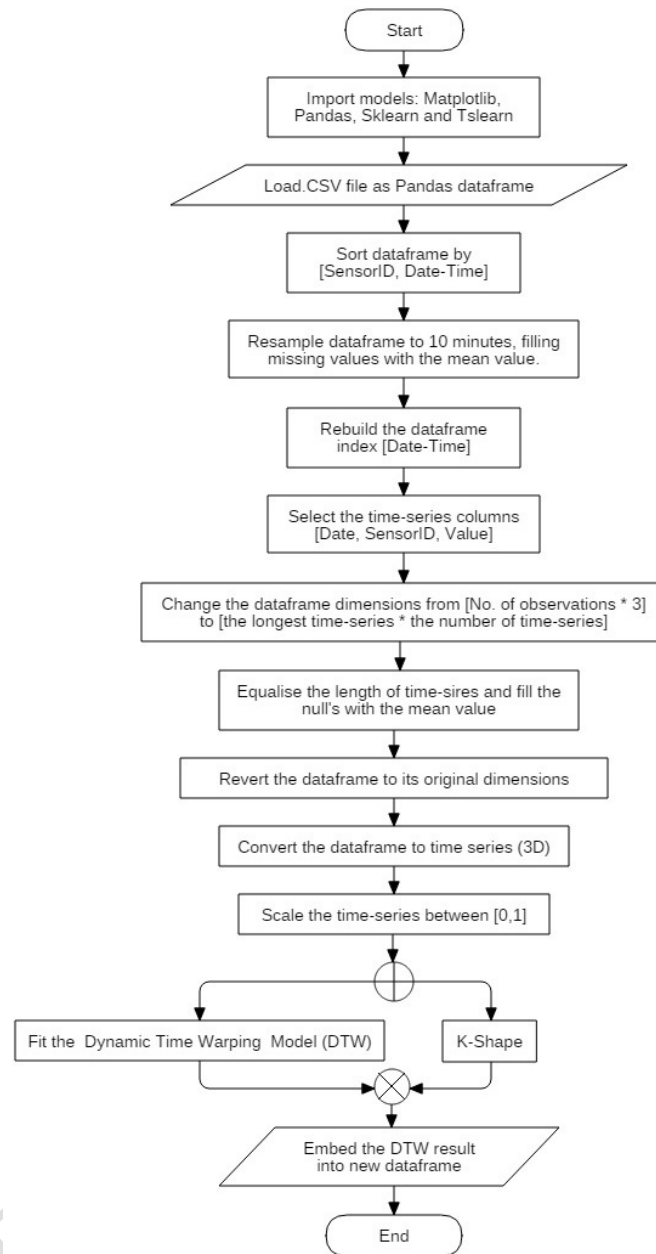 Start
Import models: Matplotlib,
Pandas, Sklearn and Tslearn
Load.CSV file as Pandas dataframe
Sort dataframe by
[SensorID, Date-Time]
Resample dataframe to 10 minutes, filling
missing values with the mean value.
Rebuild the dataframe
index [Date-Time]
Select the time-series columns
[Date, SensorID, Value]
Change the dataframe dimensions from [No. of observations * 3]
to [the longest time-series * the number of time-series]
Equalise the length of time-sires and fill the
null's with the mean value
Revert the dataframe to its original dimensions
Convert the dataframe to time series (3D)
Scale the time-series between [0,1]
Fit the Dynamic Time Warping Model (DTW)
K-Shape
Embed the DTW result
into new dataframe
End